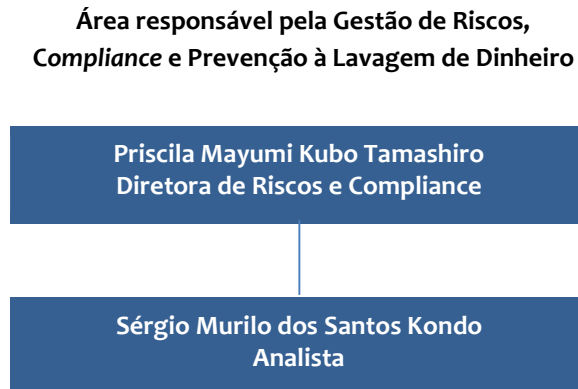 Área responsável pela Gestão de Riscos,
Compliance e Prevenção à Lavagem de Dinheiro
Priscila Mayumi Kubo Tamashiro
Diretora de Riscos e Compliance
Sérgio Murilo dos Santos Kondo
Analista